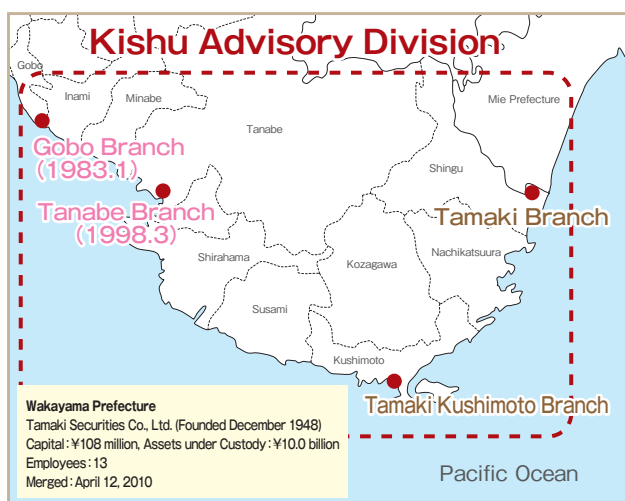 Kishu Advisory Division
Gobo
Inami
Minabe
Mie Prefecture
Tanabe
Gobo Branch
(1983.1)
Shingu
Tanabe Branch
(1998.3)
Tamaki Branch
Shirahama
Kozagawa
Nachikatsuura
Susami
Kushimoto
Tamaki Kushimoto Branch
Wakayama Prefecture
Tamaki Securities Co., Ltd. (Founded December 1948)
Capital:¥108 million, Assets under Custody:¥10.0 billion
Employees:13
Merged:April 12, 2010
Pacific Ocean